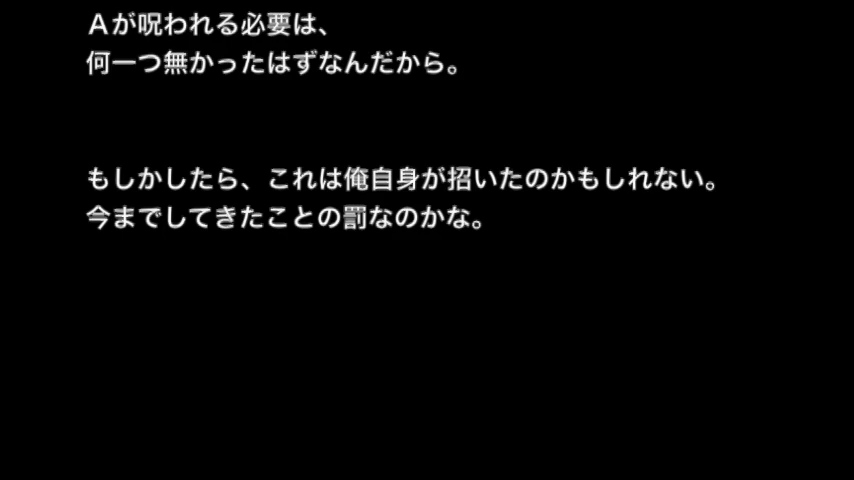 Ａが呪われる必要は、
何一つ無かったはずなんだから。
もしかしたら、これは俺自身が招いたのかもしれない。
今までしてきたことの罰なのかな。